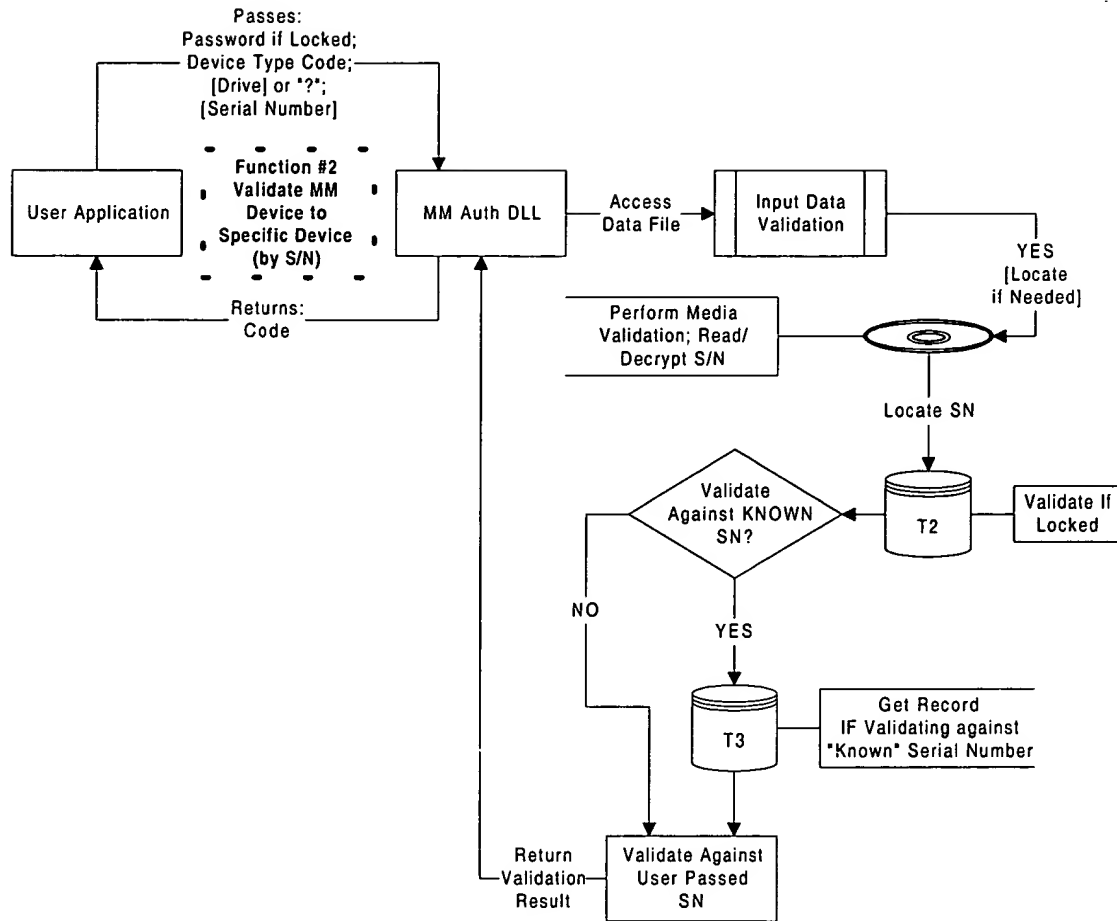 Passes:
Password if Locked;
Device Type Code;
[Drive] or "?";
[Serial Number]
Function #2
Validate MM
Device to
Specific Device
(by S/N)
User Application
MM Auth DLL
Access
Data File
Input Data
Validation
YES
[Locate
if Needed]
Returns:
Code
Perform Media
Validation; Read/
Decrypt S/N
Locate SN
Validate
Against KNOWN
SN?
T2
Validate If
Locked
NO
YES
T3
Get Record
IF Validating against
"Known" Serial Number
Return
Validation
Result
Validate Against
User Passed
SN